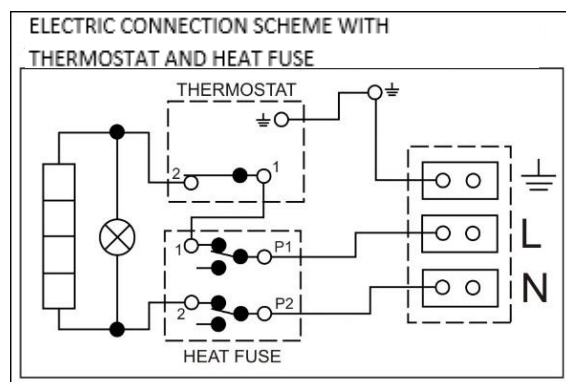 ELECTRIC CONNECTION SCHEME WITH
THERMOSTAT AND HEAT FUSE
THERMOSTAT
2
1
1
P1
L
2
P2
N
HEAT FUSE